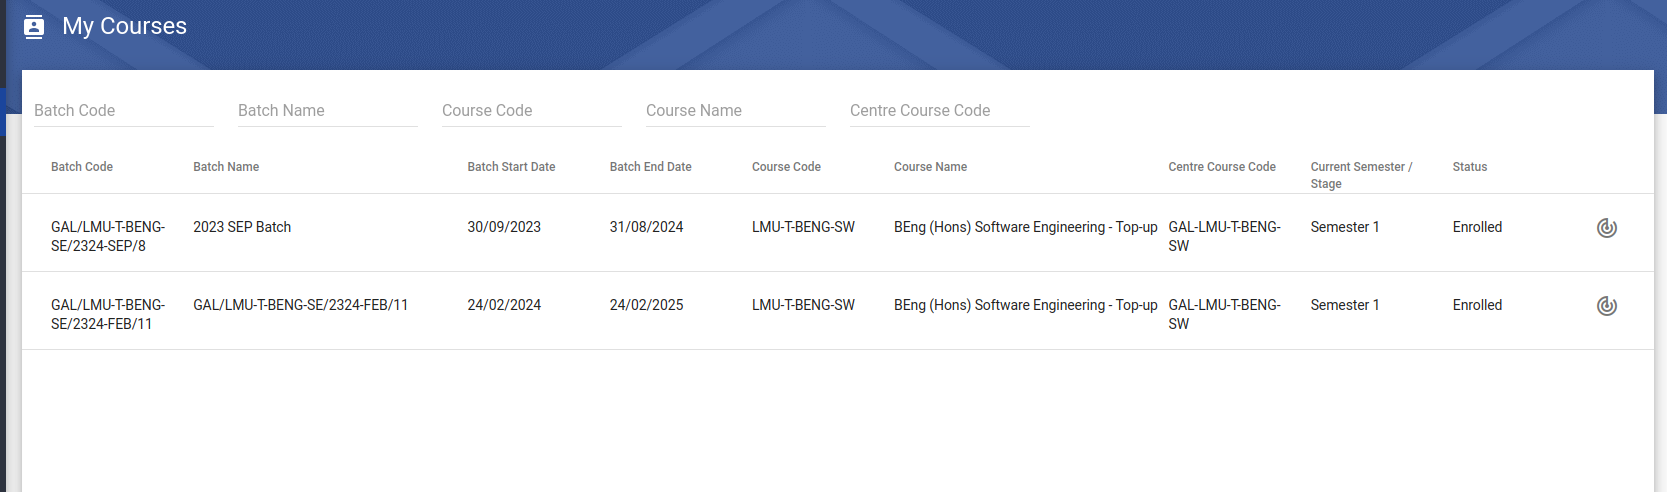 My Courses
Batch Code Batch Name Course Code Course Name Centre Course Code
Batch Code Batch Name Batch Start Date Batch End Date Course Code Course Name Centre Course Code Current Semester / Status
Stage
GAL/LMU-T-BENG- 2023 SEP Batch 30/09/2023 31/08/2024 LMU-T-BENG-SW BEng (Hons) Software Engineering - Top-up GAL-LMU-T-BENG- Semester 1 Enrolled
SE/2324-SEP/8 SW
GAL/LMU-T-BENG- GAL/LMU-T-BENG-SE/2324-FEB/11 24/02/2024 24/02/2025 LMU-T-BENG-SW BEng (Hons) Software Engineering - Top-up GAL-LMU-T-BENG- Semester 1 Enrolled
SE/2324-FEB/11 SW